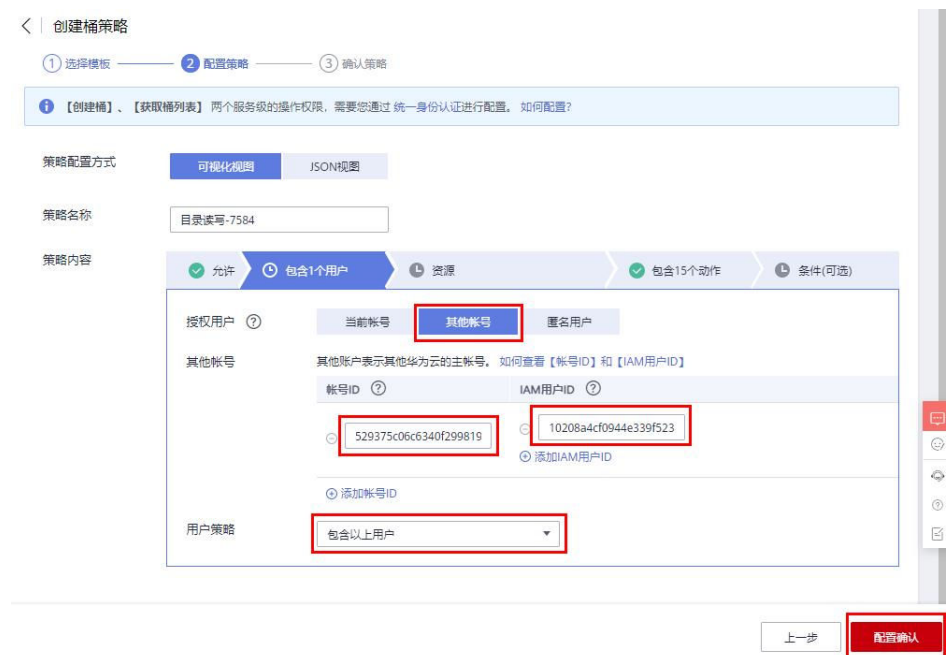 创建桶策略
1 选择模板 2 配置策略 3 确认策略
【创建桶】、【获取桶列表】 两个服务级的操作权限，需要您通过 统一身份认证进行配置。 如何配置?
策略配置方式 可视化视图 JSON视图
策略名称 目录读写-7584
策略内容 允许 包含1个用户 资源 包含15个动作 条件(可选)
授权用户 ? 当前帐号 其他帐号 匿名用户
其他帐号 其他账户表示其他华为云的主帐号。 如何查看【帐号ID】和【IAM用户ID】
帐号ID ? IAM用户ID ?
529375c06c6340f299819 10208a4cf0944e339f523
添加IAM用户ID
添加帐号ID
用户策略 包含以上用户
上一步 配置确认